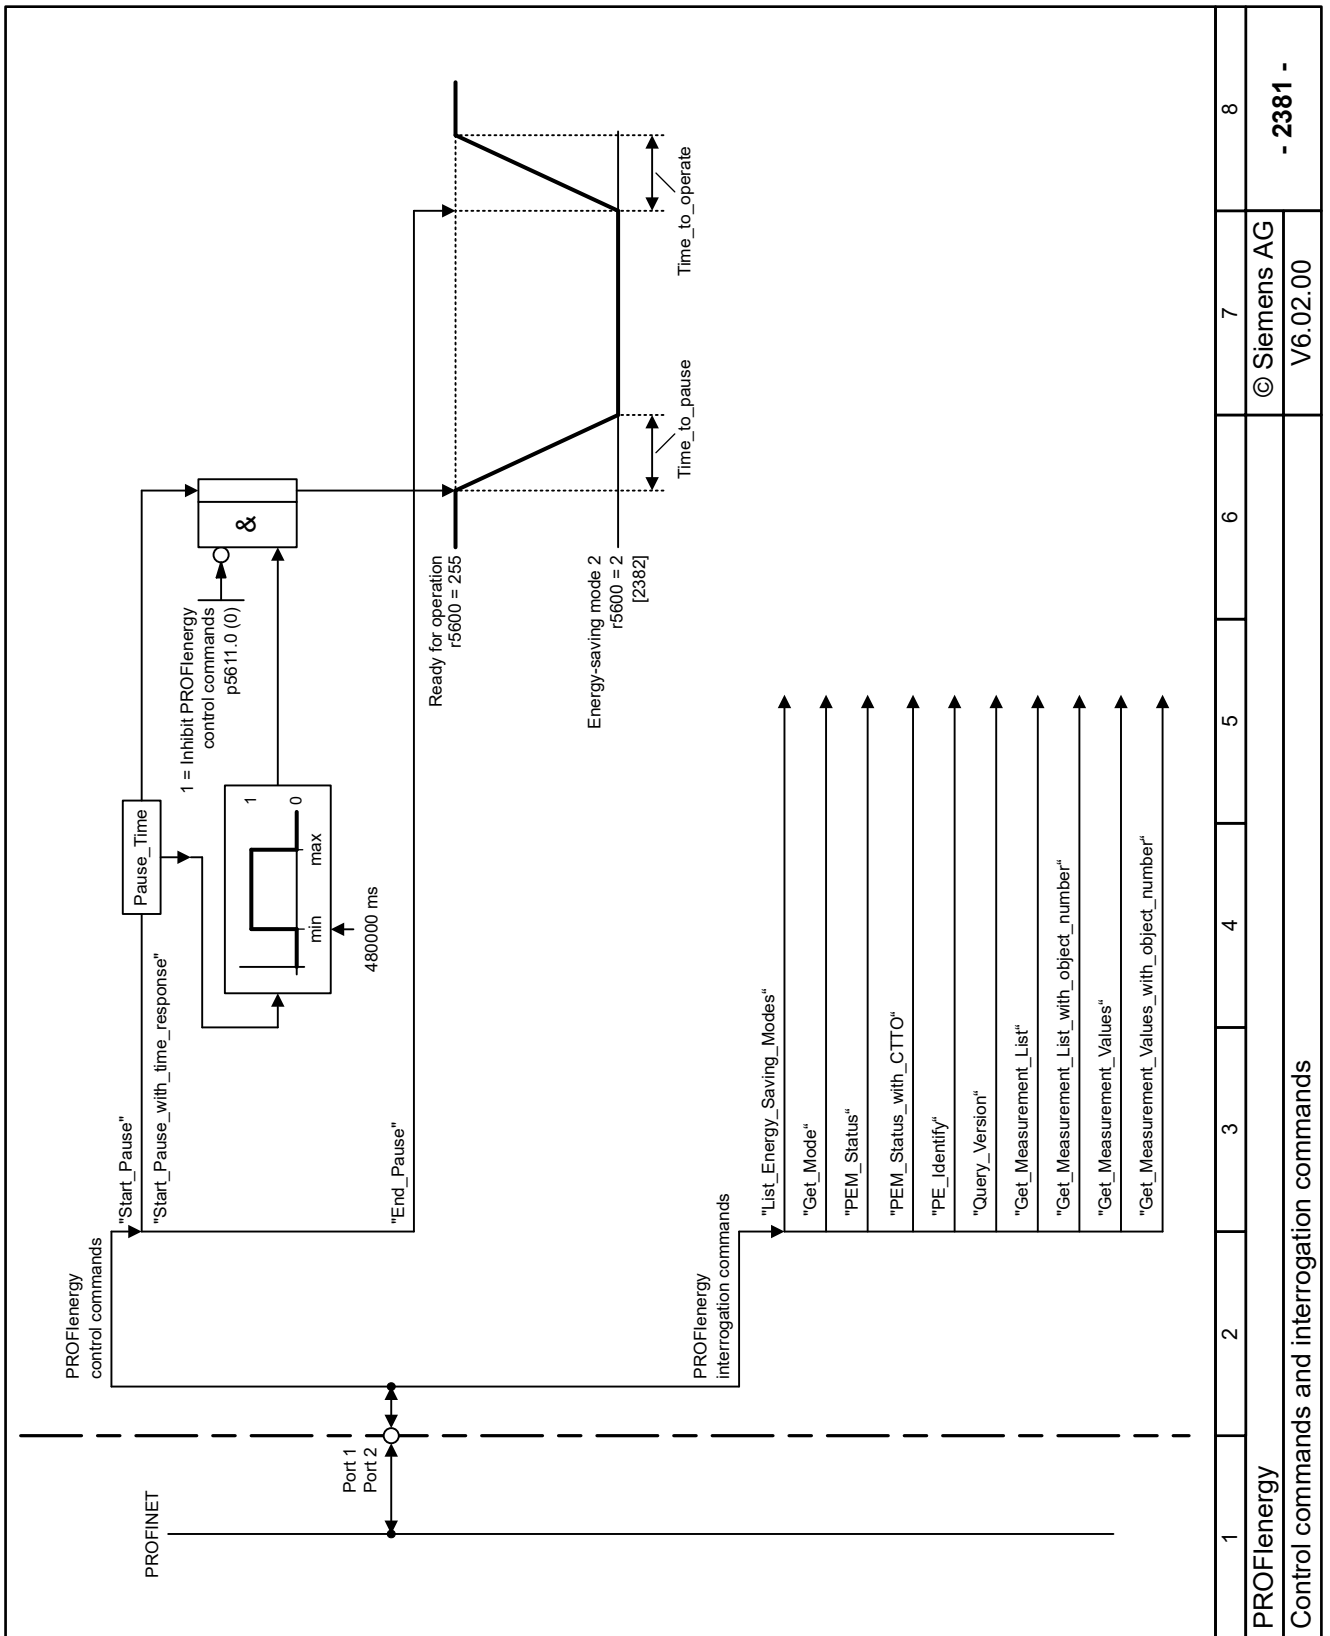 PROFINET
Port 1
Port 2
PROFIenergy
control commands
"Start_Pause"
"Start_Pause_with_time_response"
"End_Pause"
Pause_Time
1
0
min
max
480000 ms
1 = Inhibit PROFIenergy
control commands
p5611.0 (0)
&
Ready for operation
r5600 = 255
Energy-saving mode 2
r5600 = 2
[2382]
Time_to_pause
Time_to_operate
PROFIenergy
interrogation commands
"List_Energy_Saving_Modes“
"Get_Mode“
"PEM_Status“
"PEM_Status_with_CTTO“
"PE_Identify“
"Query_Version“
"Get_Measurement_List“
"Get_Measurement_List_with_object_number“
"Get_Measurement_Values“
"Get_Measurement_Values_with_object_number“
1 2 3 4 5 6 7 8
PROFIenergy
Control commands and interrogation commands
© Siemens AG
V6.02.00
- 2381 -